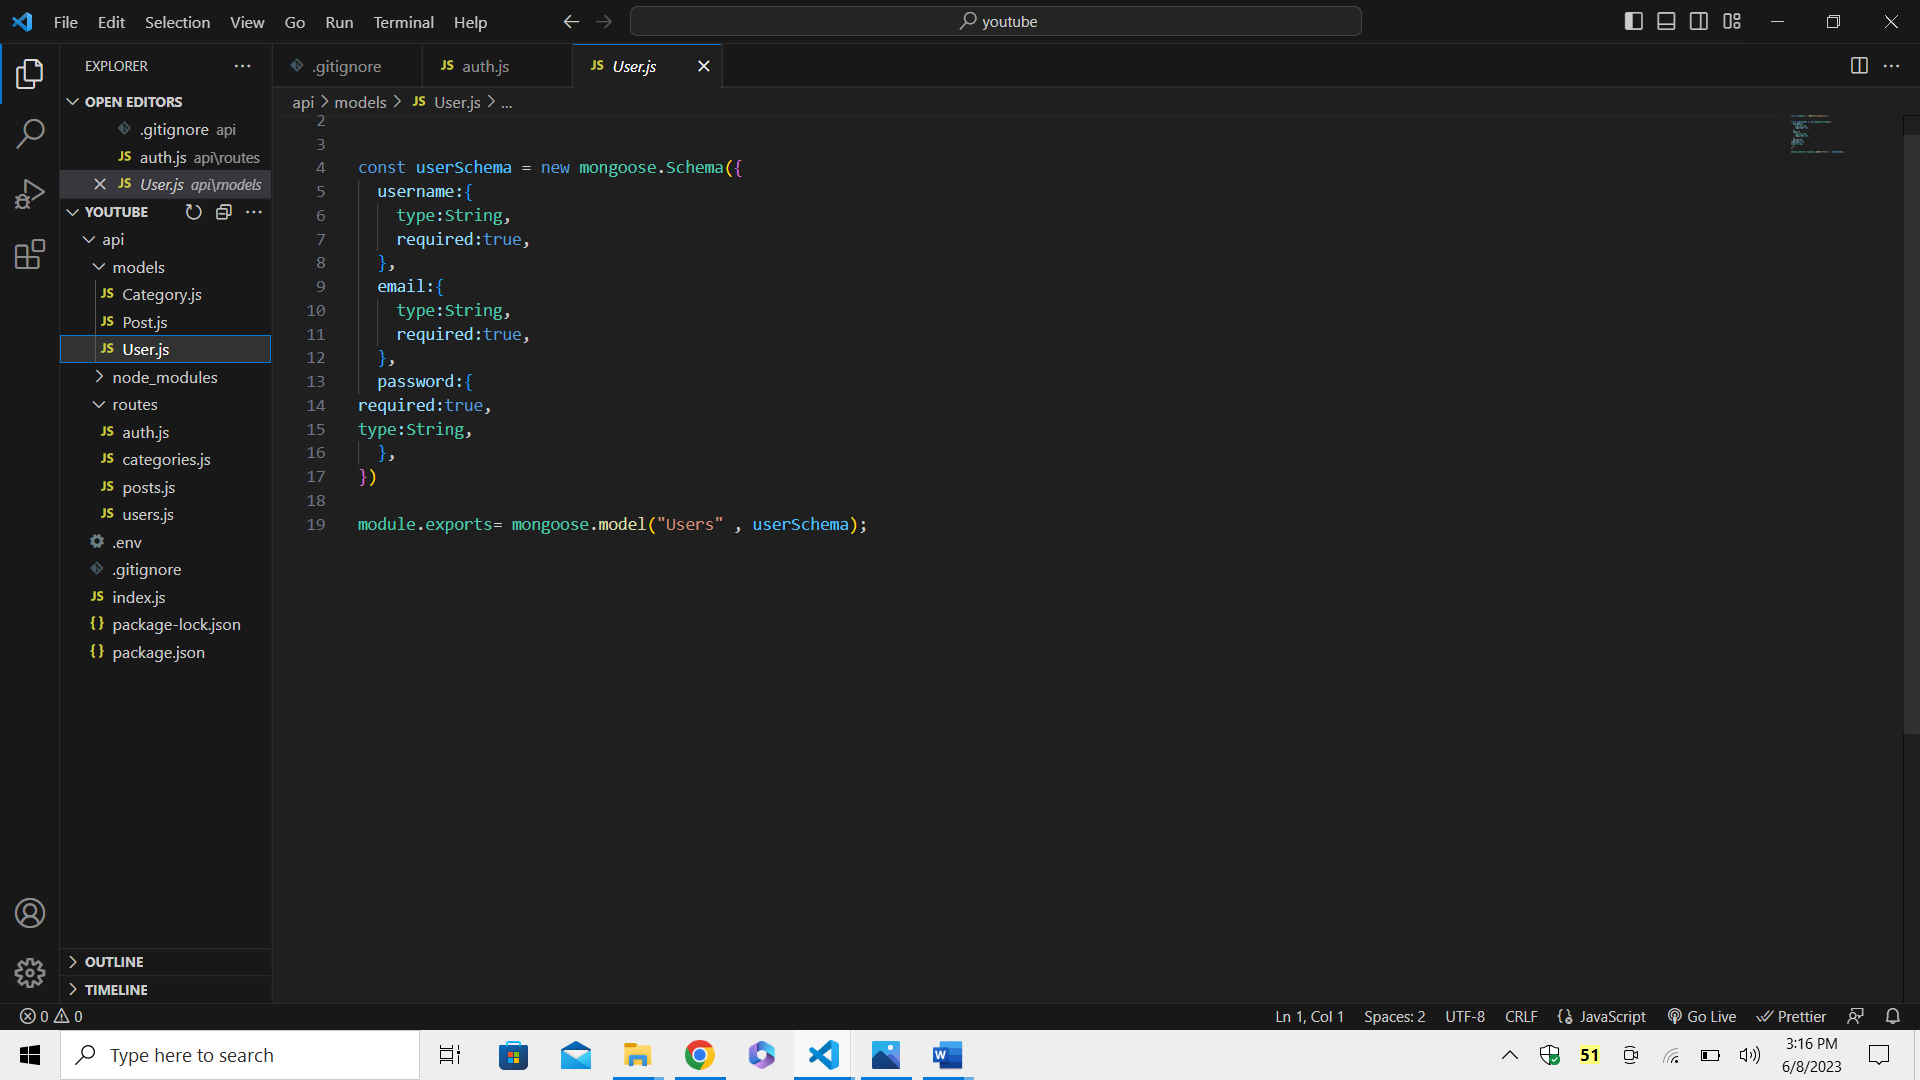 File Edit Selection View Go Run Terminal Help youtube
EXPLORER
OPEN EDITORS
.gitignore api
JS auth.js api\routes
JS User.js api\models
YOUTUBE
api
models
JS Category.js
JS Post.js
JS User.js
node_modules
routes
JS auth.js
JS categories.js
JS posts.js
JS users.js
.env
.gitignore
JS index.js
{} package-lock.json
{} package.json
OUTLINE
TIMELINE
.gitignore JS auth.js JS User.js
api > models > JS User.js > ...
2
3
4 const userSchema = new mongoose.Schema({
5 username:{
6 type:String,
7 required:true,
8 },
9 email:{
10 type:String,
11 required:true,
12 },
13 password:{
14 required:true,
15 type:String,
16 },
17 })
18
19 module.exports= mongoose.model("Users" , userSchema);
0 0 Ln 1, Col 1 Spaces: 2 UTF-8 CRLF {} JavaScript Go Live Prettier
Type here to search 51 3:16 PM
6/8/2023